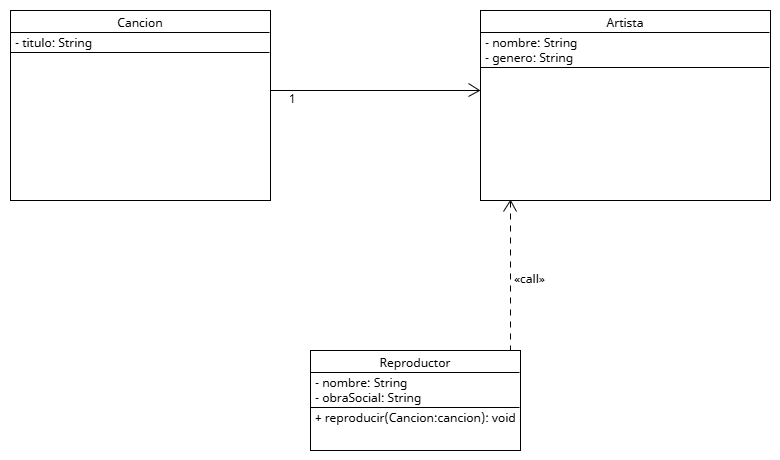 Cancion
- titulo: String
Artista
- nombre: String
- genero: String
1
«call»
Reproductor
- nombre: String
- obraSocial: String
+ reproducir(Cancion:cancion): void